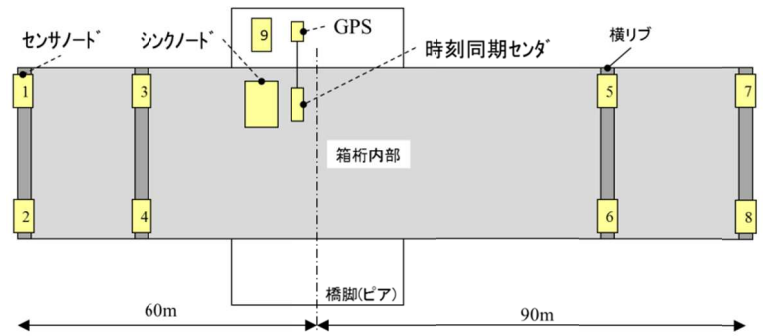 9
GPS
センサノード
シンクノード
時刻同期センダ
横リブ
1
3
5
7
箱桁内部
2
4
6
8
橋脚(ピア)
60m
90m